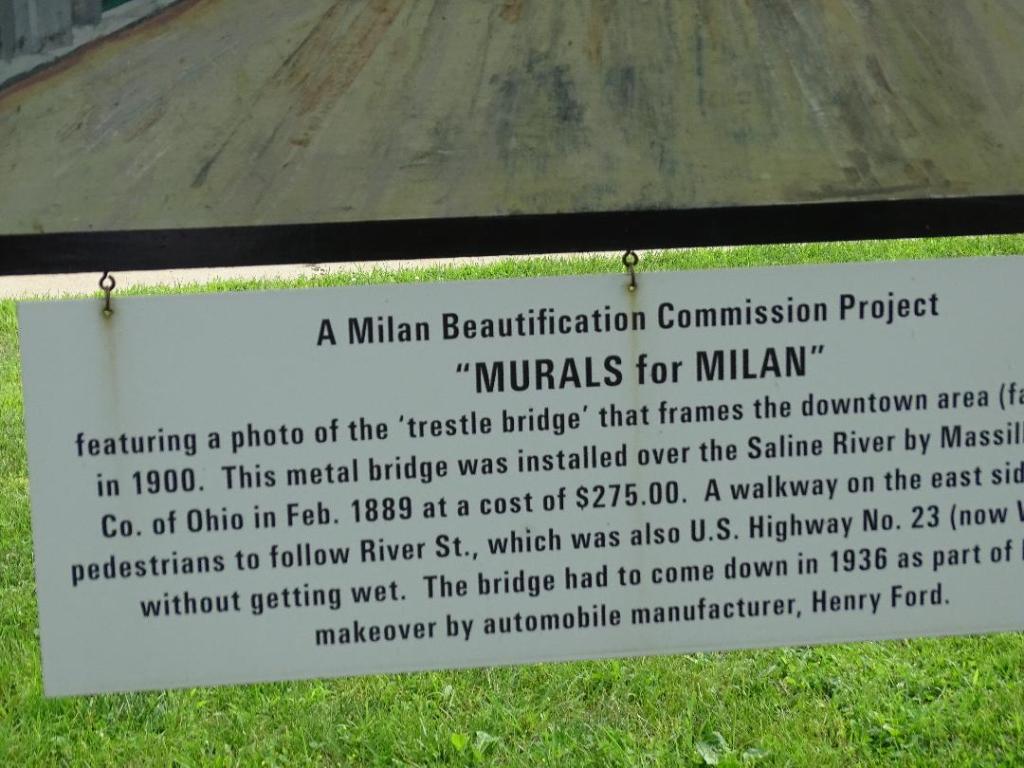 A Milan Beautification Commission Project
"MURALS for MILAN"
featuring a photo of the 'trestle bridge' that frames the downtown area (fa
in 1900. This metal bridge was installed over the Saline River by Massill
Co. of Ohio in Feb. 1889 at a cost of $275.00. A walkway on the east sid
pedestrians to follow River St., which was also U.S. Highway No. 23 (now
without getting wet. The bridge had to come down in 1936 as part of
makeover by automobile manufacturer, Henry Ford.